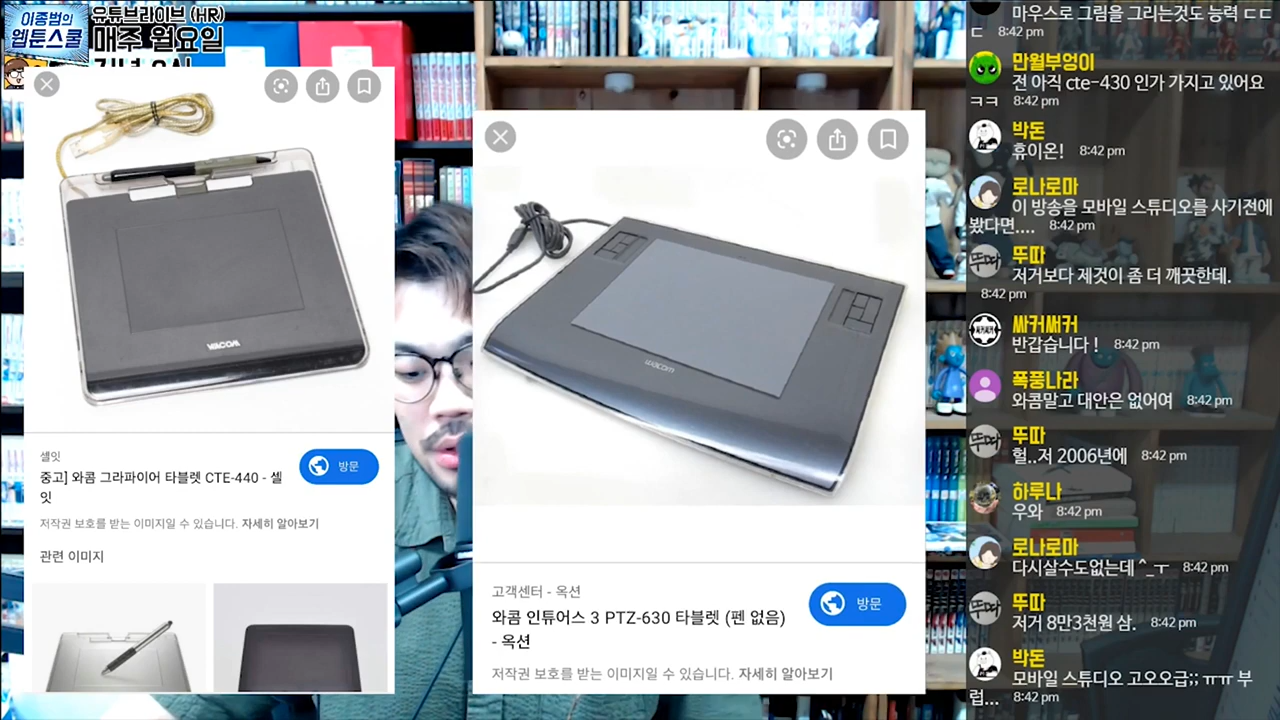 이종범의
웹툰스쿨
유튜브라이브 (HR)
매주 월요일
WACOM
셀잇
중고] 와콤 그라파이어 타블렛 CTE-440 - 셀
잇
방문
저작권 보호를 받는 이미지일 수 있습니다. 자세히 알아보기
관련 이미지
wacom
고객센터 - 옥션
와콤 인튜어스 3 PTZ-630 타블렛 (펜 없음)
- 옥션
방문
저작권 보호를 받는 이미지일 수 있습니다. 자세히 알아보기
마우스로 그림을 그리는것도 능력 ㄷㄷ
ㄷ 8:42 pm
만월부엉이
전 아직 cte-430 인가 가지고 있어요
ㅋㅋ 8:42 pm
박돈
휴이온! 8:42 pm
로나로마
이 방송을 모바일 스튜디오를 사기전에
봤다면.... 8:42 pm
뚜따
저거보다 제것이 좀 더 깨끗한데.
8:42 pm
싸커써커
반갑습니다 ! 8:42 pm
폭풍나라
와콤말고 대안은 없어여 8:42 pm
뚜따
헐..저 2006년에 8:42 pm
하루나
우와 8:42 pm
로나로마
다시살수도없는데 ^_ㅜ 8:42 pm
뚜따
저거 8만3천원 삼. 8:42 pm
박돈
모바일 스튜디오 고오오급;; ㅠㅠ 부
럽... 8:42 pm